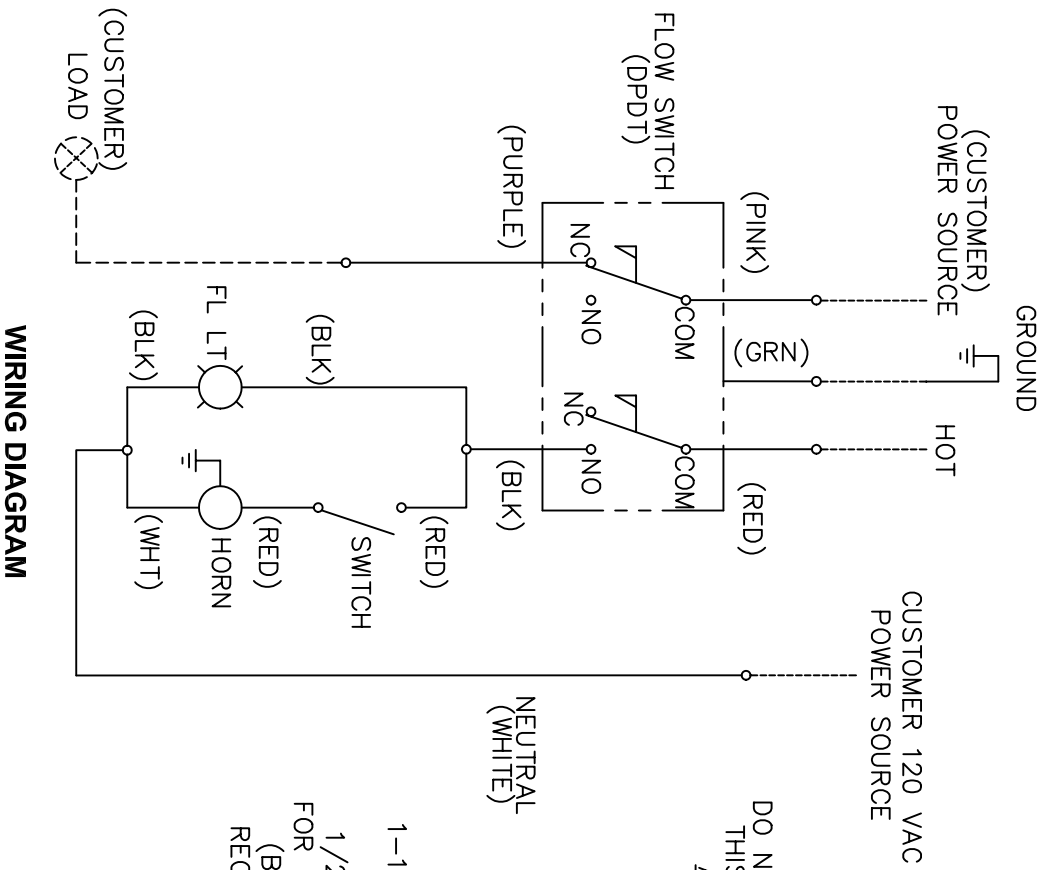 GROUND
(CUSTOMER)
POWER SOURCE
HOT
CUSTOMER 120 VAC
POWER SOURCE
(PINK)
(GRN)
(RED)
FLOW SWITCH
(DPDT)
COM
COM
NC
NO
NC
NO
(PURPLE)
(BLK)
NEUTRAL
(WHITE)
(RED)
(BLK)
SWITCH
(RED)
FL LT
HORN
(BLK)
(WHT)
(CUSTOMER)
LOAD
WIRING DIAGRAM
DO N
THIS
1-1
1/2
FOR
(B
REC